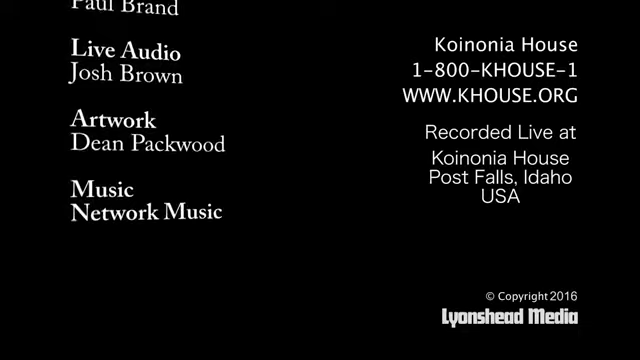 Paul Brand
Live Audio
Josh Brown
Artwork
Dean Packwood
Music
Network Music
Koinonia House
1-800-KHOUSE-1
WWW.KHOUSE.ORG
Recorded Live at
Koinonia House
Post Falls, Idaho
USA
© Copyright 2016
Lyonshead Media